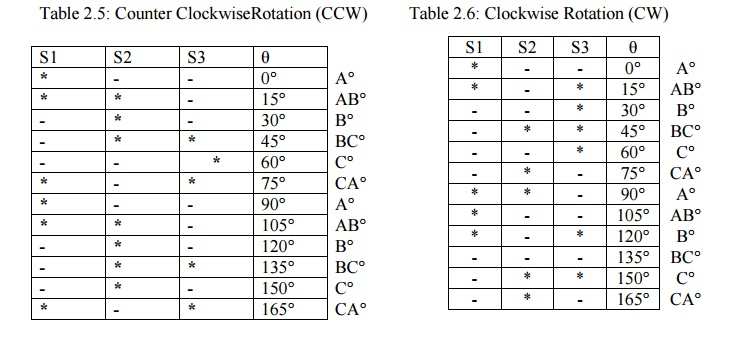 Table 2.5: Counter ClockwiseRotation (CCW)
S1 S2 S3 θ
* - - 0° A°
* * - 15° AB°
- * - 30° B°
- * * 45° BC°
- - * 60° C°
* - * 75° CA°
* - - 90° A°
* * - 105° AB°
- * - 120° B°
- * * 135° BC°
- * - 150° C°
* - * 165° CA°
Table 2.6: Clockwise Rotation (CW)
S1 S2 S3 θ
* - - 0° A°
* - * 15° AB°
- - * 30° B°
- * * 45° BC°
- - * 60° C°
- * - 75° CA°
* * - 90° A°
* - - 105° AB°
* - * 120° B°
- - - 135° BC°
- * * 150° C°
- * - 165° CA°